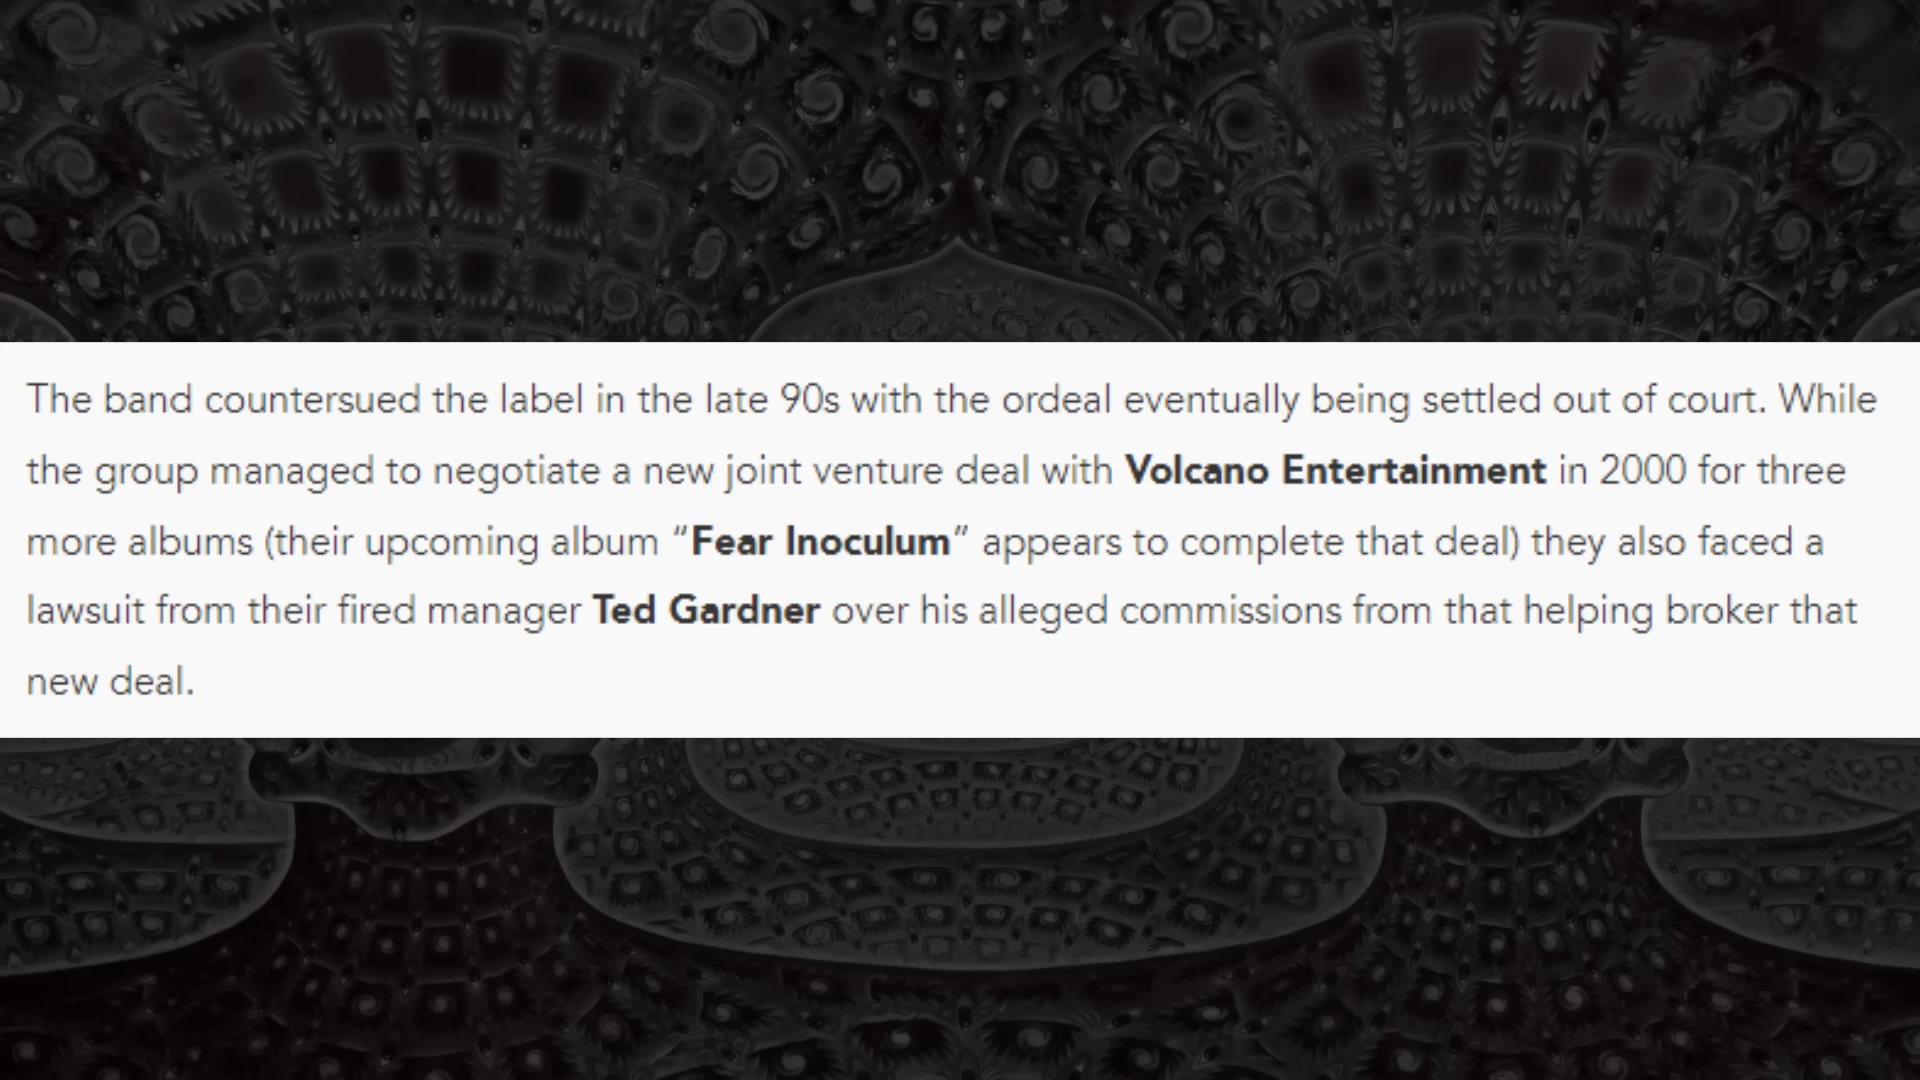 The band countersued the label in the late 90s with the ordeal eventually being settled out of court. While
the group managed to negotiate a new joint venture deal with Volcano Entertainment in 2000 for three
more albums (their upcoming album “Fear Inoculum” appears to complete that deal) they also faced a
lawsuit from their fired manager Ted Gardner over his alleged commissions from that helping broker that
new deal.